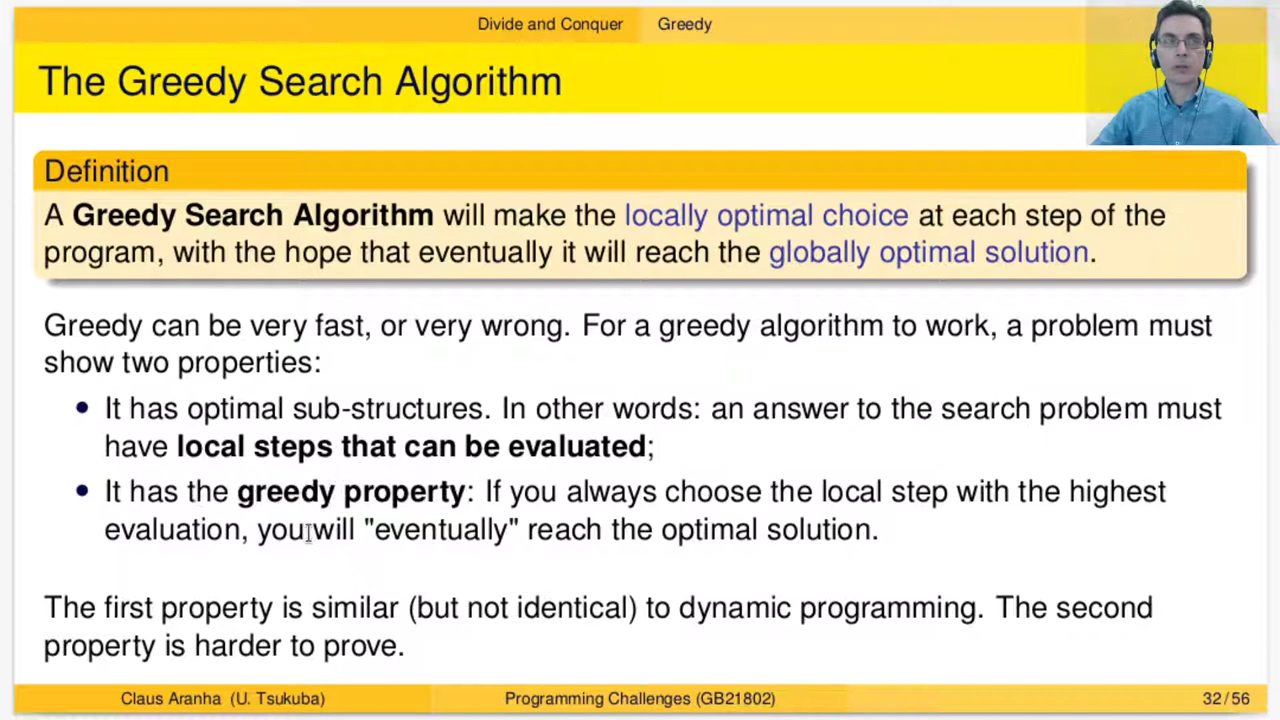 Divide and Conquer Greedy
The Greedy Search Algorithm
Definition
A Greedy Search Algorithm will make the locally optimal choice at each step of the
program, with the hope that eventually it will reach the globally optimal solution.
Greedy can be very fast, or very wrong. For a greedy algorithm to work, a problem must
show two properties:
• It has optimal sub-structures. In other words: an answer to the search problem must
have local steps that can be evaluated;
• It has the greedy property: If you always choose the local step with the highest
evaluation, you will "eventually" reach the optimal solution.
The first property is similar (but not identical) to dynamic programming. The second
property is harder to prove.
Claus Aranha (U. Tsukuba) Programming Challenges (GB21802) 32/56